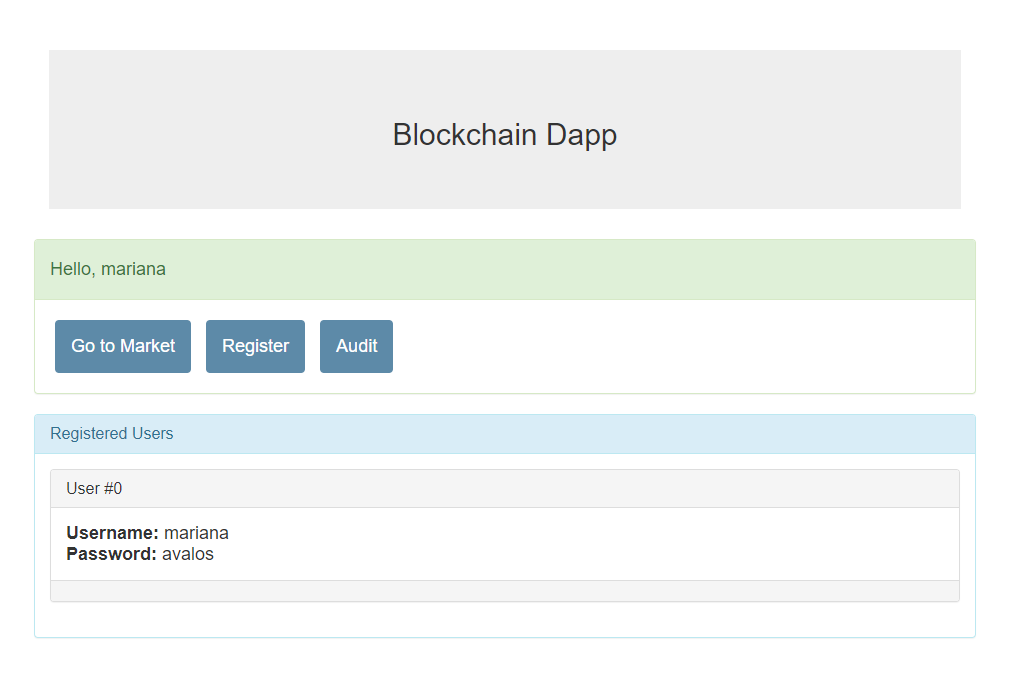 Blockchain Dapp
Hello, mariana
Go to Market Register Audit
Registered Users
User #0
Username: mariana
Password: avalos